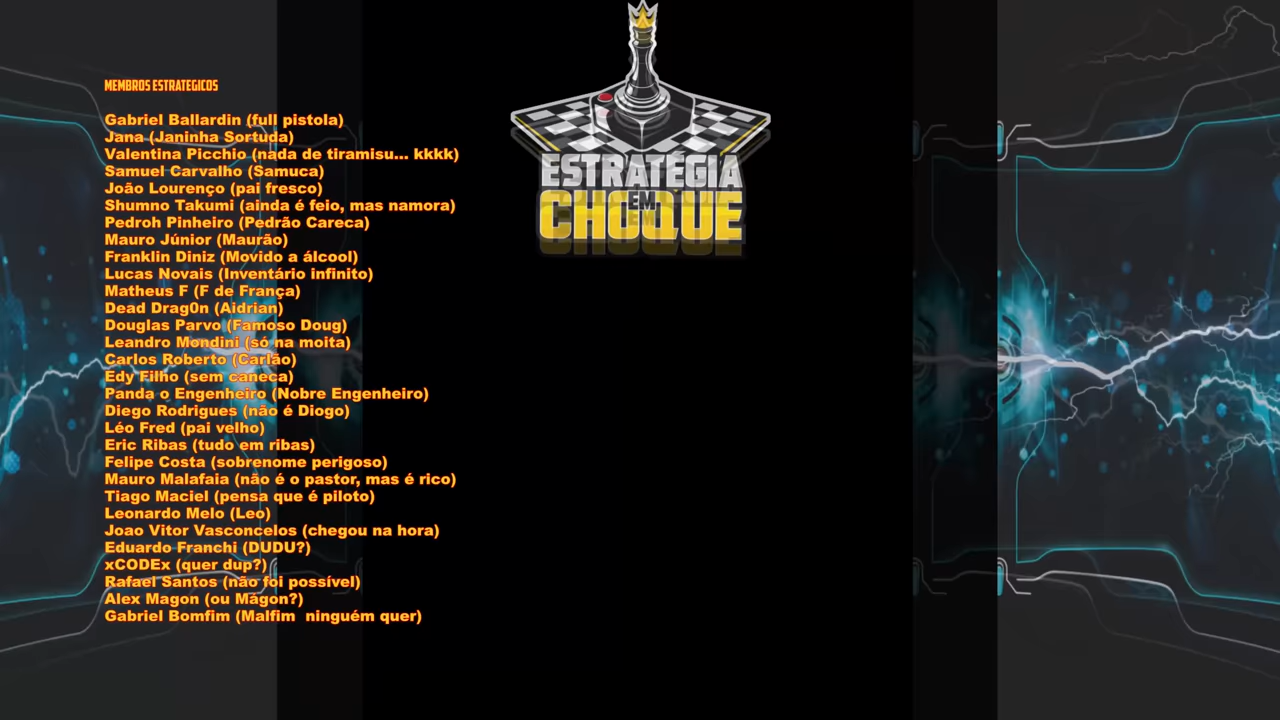 MEMBROS ESTRATEGICOS
Gabriel Ballardin (full pistola)
Jana (Janinha Sortuda)
Valentina Picchio (nada de tiramisu... kkkk)
Samuel Carvalho (Samuca)
João Lourenço (pai fresco)
Shumno Takumi (ainda é feio, mas namora)
Pedroh Pinheiro (Pedrão Careca)
Mauro Júnior (Maurão)
Franklin Diniz (Movido a álcool)
Lucas Novais (Inventário infinito)
Matheus F (F de França)
Dead Drag0n (Aidrian)
Douglas Parvo (Famoso Doug)
Leandro Mondini (só na moita)
Carlos Roberto (Carlão)
Edy Filho (sem caneca)
Panda o Engenheiro (Nobre Engenheiro)
Diego Rodrigues (não é Diogo)
Léo Fred (pai velho)
Eric Ribas (tudo em ribas)
Felipe Costa (sobrenome perigoso)
Mauro Malafaia (não é o pastor, mas é rico)
Tiago Maciel (pensa que é piloto)
Leonardo Melo (Leo)
Joao Vitor Vasconcelos (chegou na hora)
Eduardo Franchi (DUDU?)
xCODEx (quer dup?)
Rafael Santos (não foi possível)
Alex Magon (ou Mágon?)
Gabriel Bomfim (Malfim  ninguém quer)
ESTRATÉGIA
EM
CHOQUE